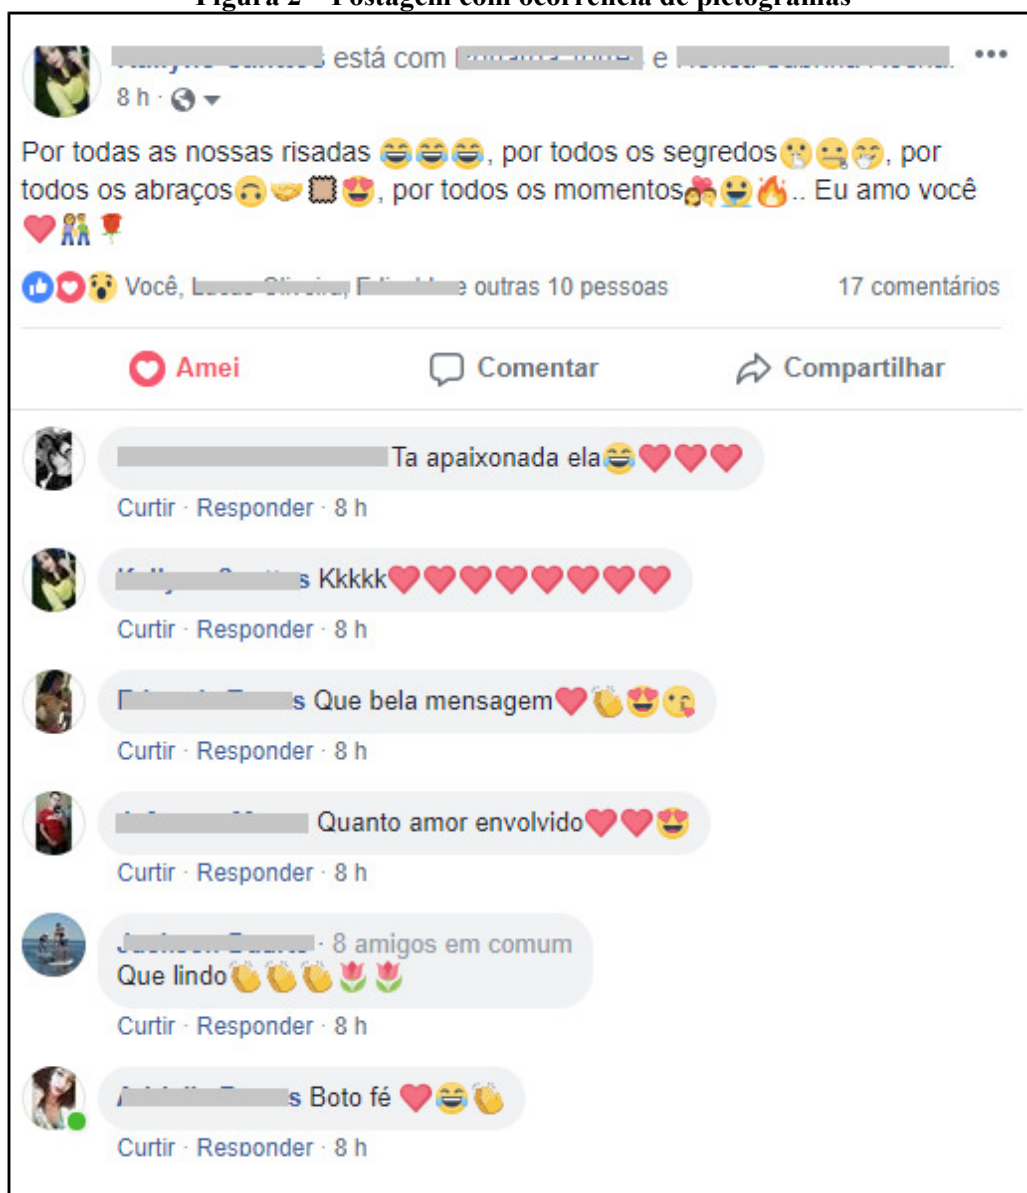 Figura 2 – Postagem com ocorrência de pictogramas
está com e ...
8 h ·
Por todas as nossas risadas 😂😂😂, por todos os segredos🤫🤐🤭, por
todos os abraços🙃🤝🏽😍, por todos os momentos💏🤑🔥.. Eu amo você
❤️👫🌹
Você, e outras 10 pessoas 17 comentários
Amei Comentar Compartilhar
Ta apaixonada ela😂❤️❤️❤️
Curtir · Responder · 8 h
Kkkkk❤️❤️❤️❤️❤️❤️❤️❤️
Curtir · Responder · 8 h
Que bela mensagem❤️👏😍😘
Curtir · Responder · 8 h
Quanto amor envolvido❤️❤️😍
Curtir · Responder · 8 h
· 8 amigos em comum
Que lindo👏👏👏🌷🌷
Curtir · Responder · 8 h
Boto fé ❤️😂👏
Curtir · Responder · 8 h